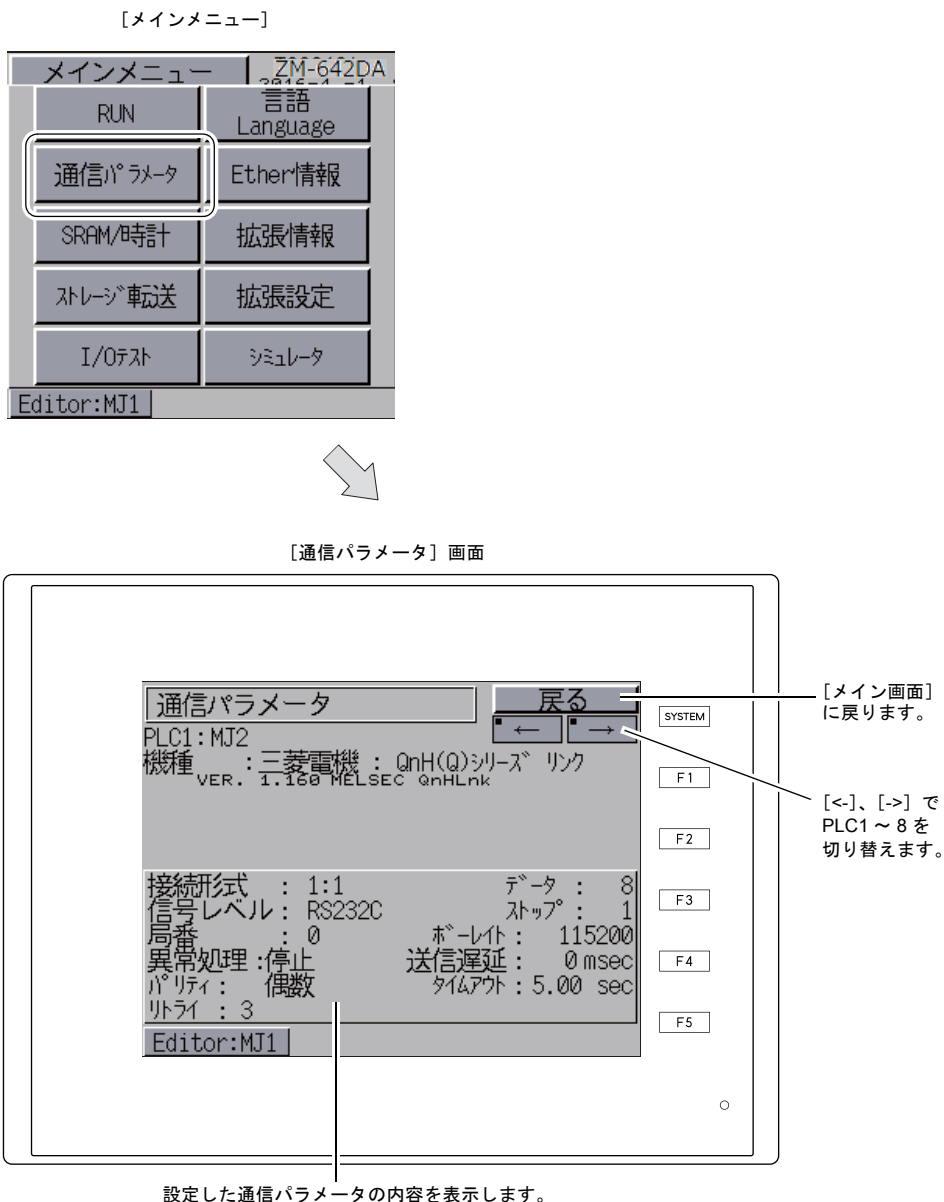 [メインメニュー]
メインメニュー ZM-642DA
RUN 言語
Language
通信パラメータ Ether情報
SRAM/時計 拡張情報
ストレージ転送 拡張設定
I/Oテスト シミュレータ
Editor:MJ1
[通信パラメータ] 画面
通信パラメータ 戻る
← →
PLC1:MJ2
機種 :三菱電機 : QnH(Q)シリーズ リンク
VER. 1.160 MELSEC QnHLnk
接続形式 : 1:1 データ : 8
信号レベル : RS232C ストップ : 1
局番 : 0 ボーレイト : 115200
異常処理 :停止 送信遅延 : 0 msec
パリティ : 偶数 タイムアウト : 5.00 sec
リトライ : 3
Editor:MJ1
SYSTEM
F1
F2
F3
F4
F5
[メイン画面]
に戻ります。
[<-]、[->] で
PLC1 ~ 8 を
切り替えます。
設定した通信パラメータの内容を表示します。